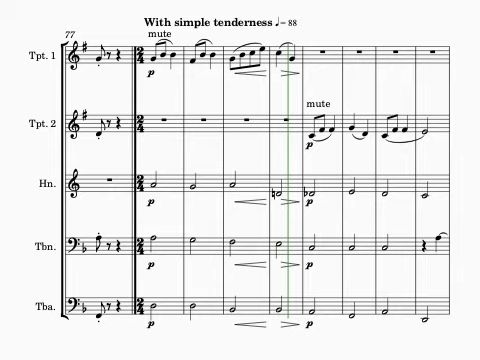 With simple tenderness ♩= 88
77
mute
Tpt. 1
p
Tpt. 2
mute
p
Hn.
p
p
Tbn.
p
p
Tba.
p
p